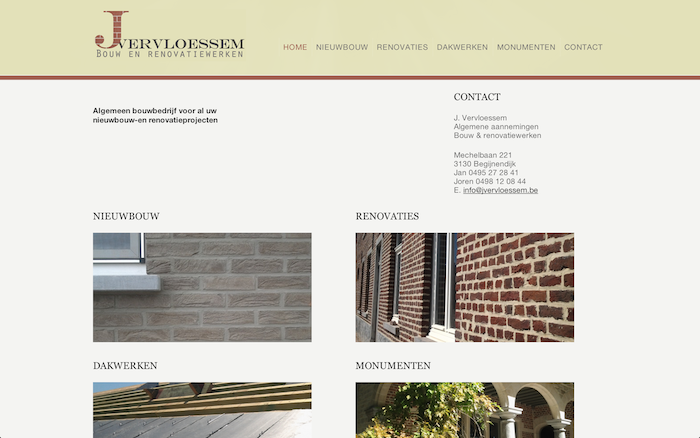 JVERVLOESSEM
BOUW EN RENOVATIEWERKEN
HOME NIEUWBOUW RENOVATIES DAKWERKEN MONUMENTEN CONTACT
Algemeen bouwbedrijf voor al uw
nieuwbouw-en renovatieprojecten
CONTACT
J. Vervloessem
Algemene aannemingen
Bouw & renovatiewerken
Mechelbaan 221
3130 Begijnendijk
Jan 0495 27 28 41
Joren 0498 12 08 44
E. info@jvervloessem.be
NIEUWBOUW
RENOVATIES
DAKWERKEN
MONUMENTEN